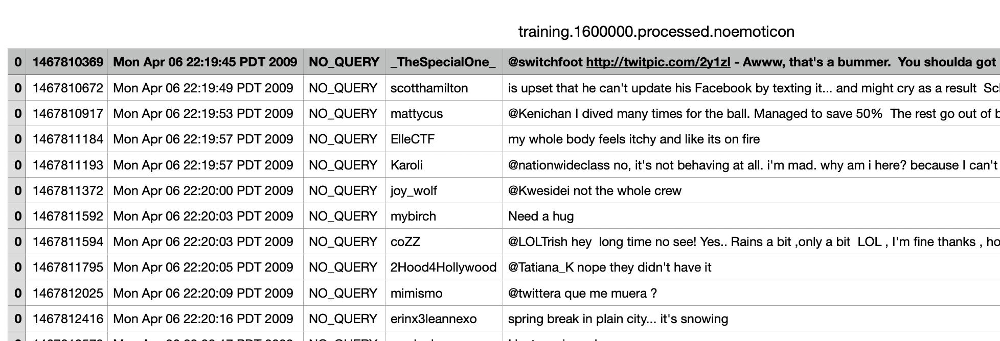 training.1600000.processed.noemoticon
0 1467810369 Mon Apr 06 22:19:45 PDT 2009 NO_QUERY _TheSpecialOne_ @switchfoot http://twitpic.com/2y1zl - Awww, that's a bummer.  You shoulda got
0 1467810672 Mon Apr 06 22:19:49 PDT 2009 NO_QUERY scotthamilton is upset that he can't update his Facebook by texting it... and might cry as a result
0 1467810917 Mon Apr 06 22:19:53 PDT 2009 NO_QUERY mattycus @Kenichan I dived many times for the ball. Managed to save 50%  The rest go out of
0 1467811184 Mon Apr 06 22:19:57 PDT 2009 NO_QUERY ElleCTF my whole body feels itchy and like its on fire
0 1467811193 Mon Apr 06 22:19:57 PDT 2009 NO_QUERY Karoli @nationwideclass no, it's not behaving at all. i'm mad. why am i here? because I can't
0 1467811372 Mon Apr 06 22:20:00 PDT 2009 NO_QUERY joy_wolf @Kwesidei not the whole crew
0 1467811592 Mon Apr 06 22:20:03 PDT 2009 NO_QUERY mybirch Need a hug
0 1467811594 Mon Apr 06 22:20:03 PDT 2009 NO_QUERY coZZ @LOLTrish hey  long time no see! Yes.. Rains a bit ,only a bit  LOL , I'm fine thanks ,
0 1467811795 Mon Apr 06 22:20:05 PDT 2009 NO_QUERY 2Hood4Hollywood @Tatiana_K nope they didn't have it
0 1467812025 Mon Apr 06 22:20:09 PDT 2009 NO_QUERY mimismo @twittera que me muera ?
0 1467812416 Mon Apr 06 22:20:16 PDT 2009 NO_QUERY erinx3leannexo spring break in plain city... it's snowing